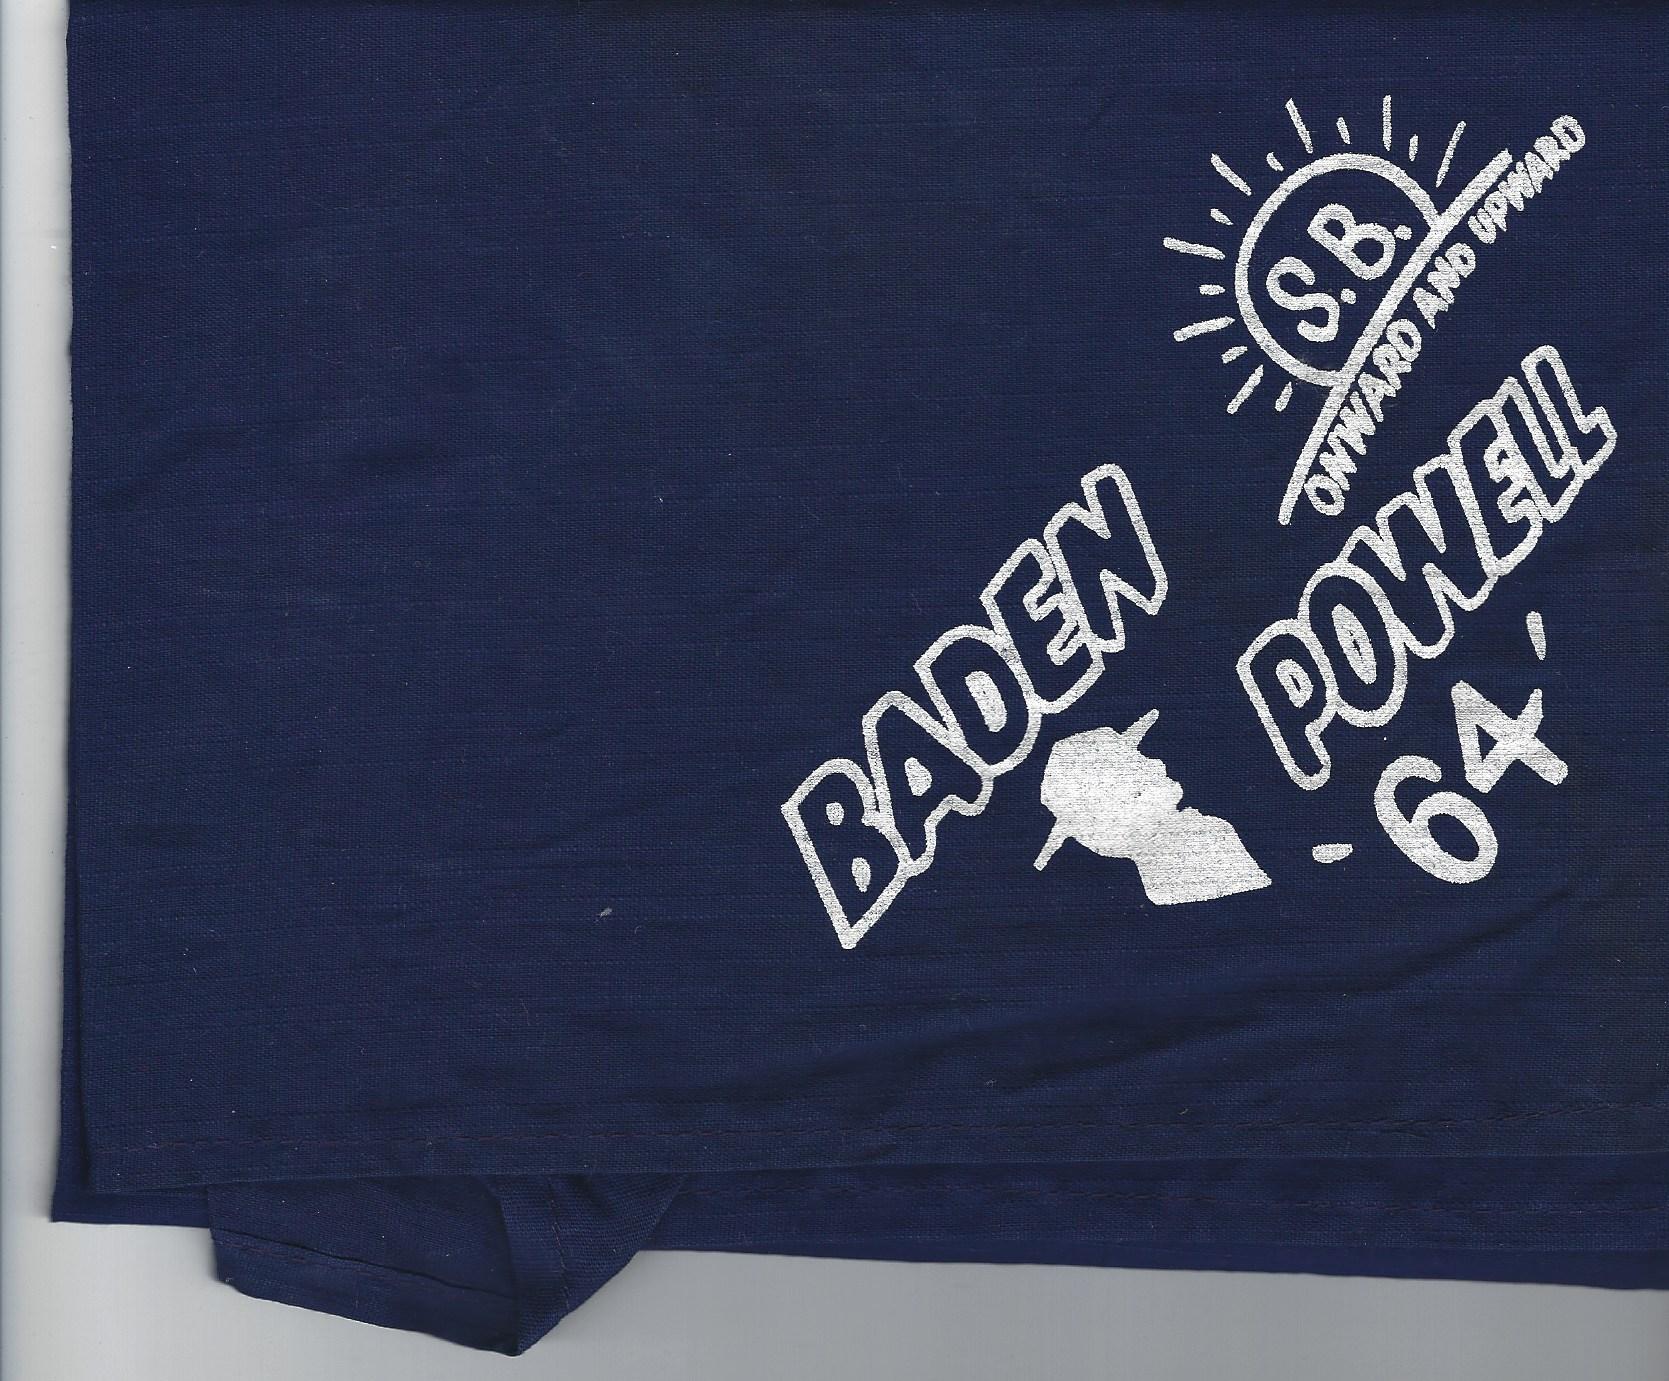 S.B.
ONWARD AND UPWARD
BADEN POWELL
- 64 -